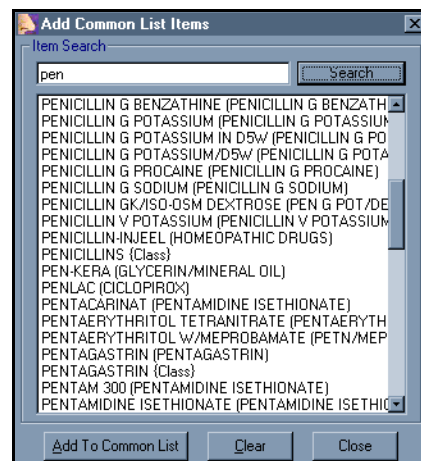 Add Common List Items
Item Search
pen
Search
PENICILLIN G BENZATHINE (PENICILLIN G BENZATH
PENICILLIN G POTASSIUM (PENICILLIN G POTASSIUM
PENICILLIN G POTASSIUM IN D5W (PENICILLIN G PO
PENICILLIN G POTASSIUM/D5W (PENICILLIN G POTA
PENICILLIN G PROCAINE (PENICILLIN G PROCAINE)
PENICILLIN G SODIUM (PENICILLIN G SODIUM)
PENICILLIN GK/ISO-OSM DEXTROSE (PEN G POT/DE
PENICILLIN V POTASSIUM (PENICILLIN V POTASSIUM
PENICILLIN-INJEEL (HOMEOPATHIC DRUGS)
PENICILLINS {Class}
PEN-KERA (GLYCERIN/MINERAL OIL)
PENLAC (CICLOPIROX)
PENTACARINAT (PENTAMIDINE ISETHIONATE)
PENTAERYTHRITOL TETRANITRATE (PENTAERYTH
PENTAERYTHRITOL W/MEPROBAMATE (PETN/MEP
PENTAGASTRIN (PENTAGASTRIN)
PENTAGASTRIN {Class}
PENTAM 300 (PENTAMIDINE ISETHIONATE)
PENTAMIDINE ISETHIONATE (PENTAMIDINE ISETHIO
Add To Common List Clear Close